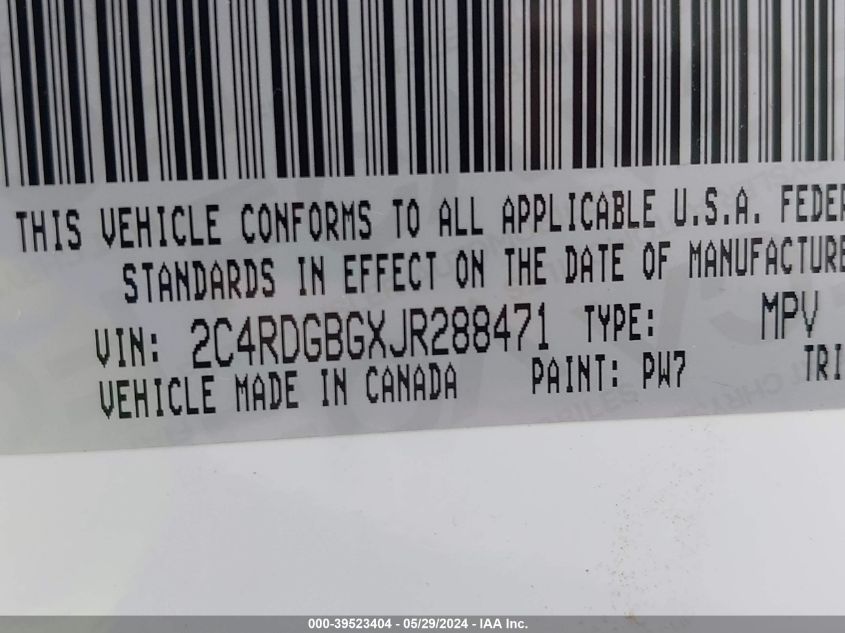 THIS VEHICLE CONFORMS TO ALL APPLICABLE U.S.A. FEDER
STANDARDS IN EFFECT ON THE DATE OF MANUFACTURE
VIN: 2C4RDGBGXJR288471 TYPE: MPV
VEHICLE MADE IN CANADA PAINT: PW7 TRI
000-39523404 - 05/29/2024 - IAA Inc.